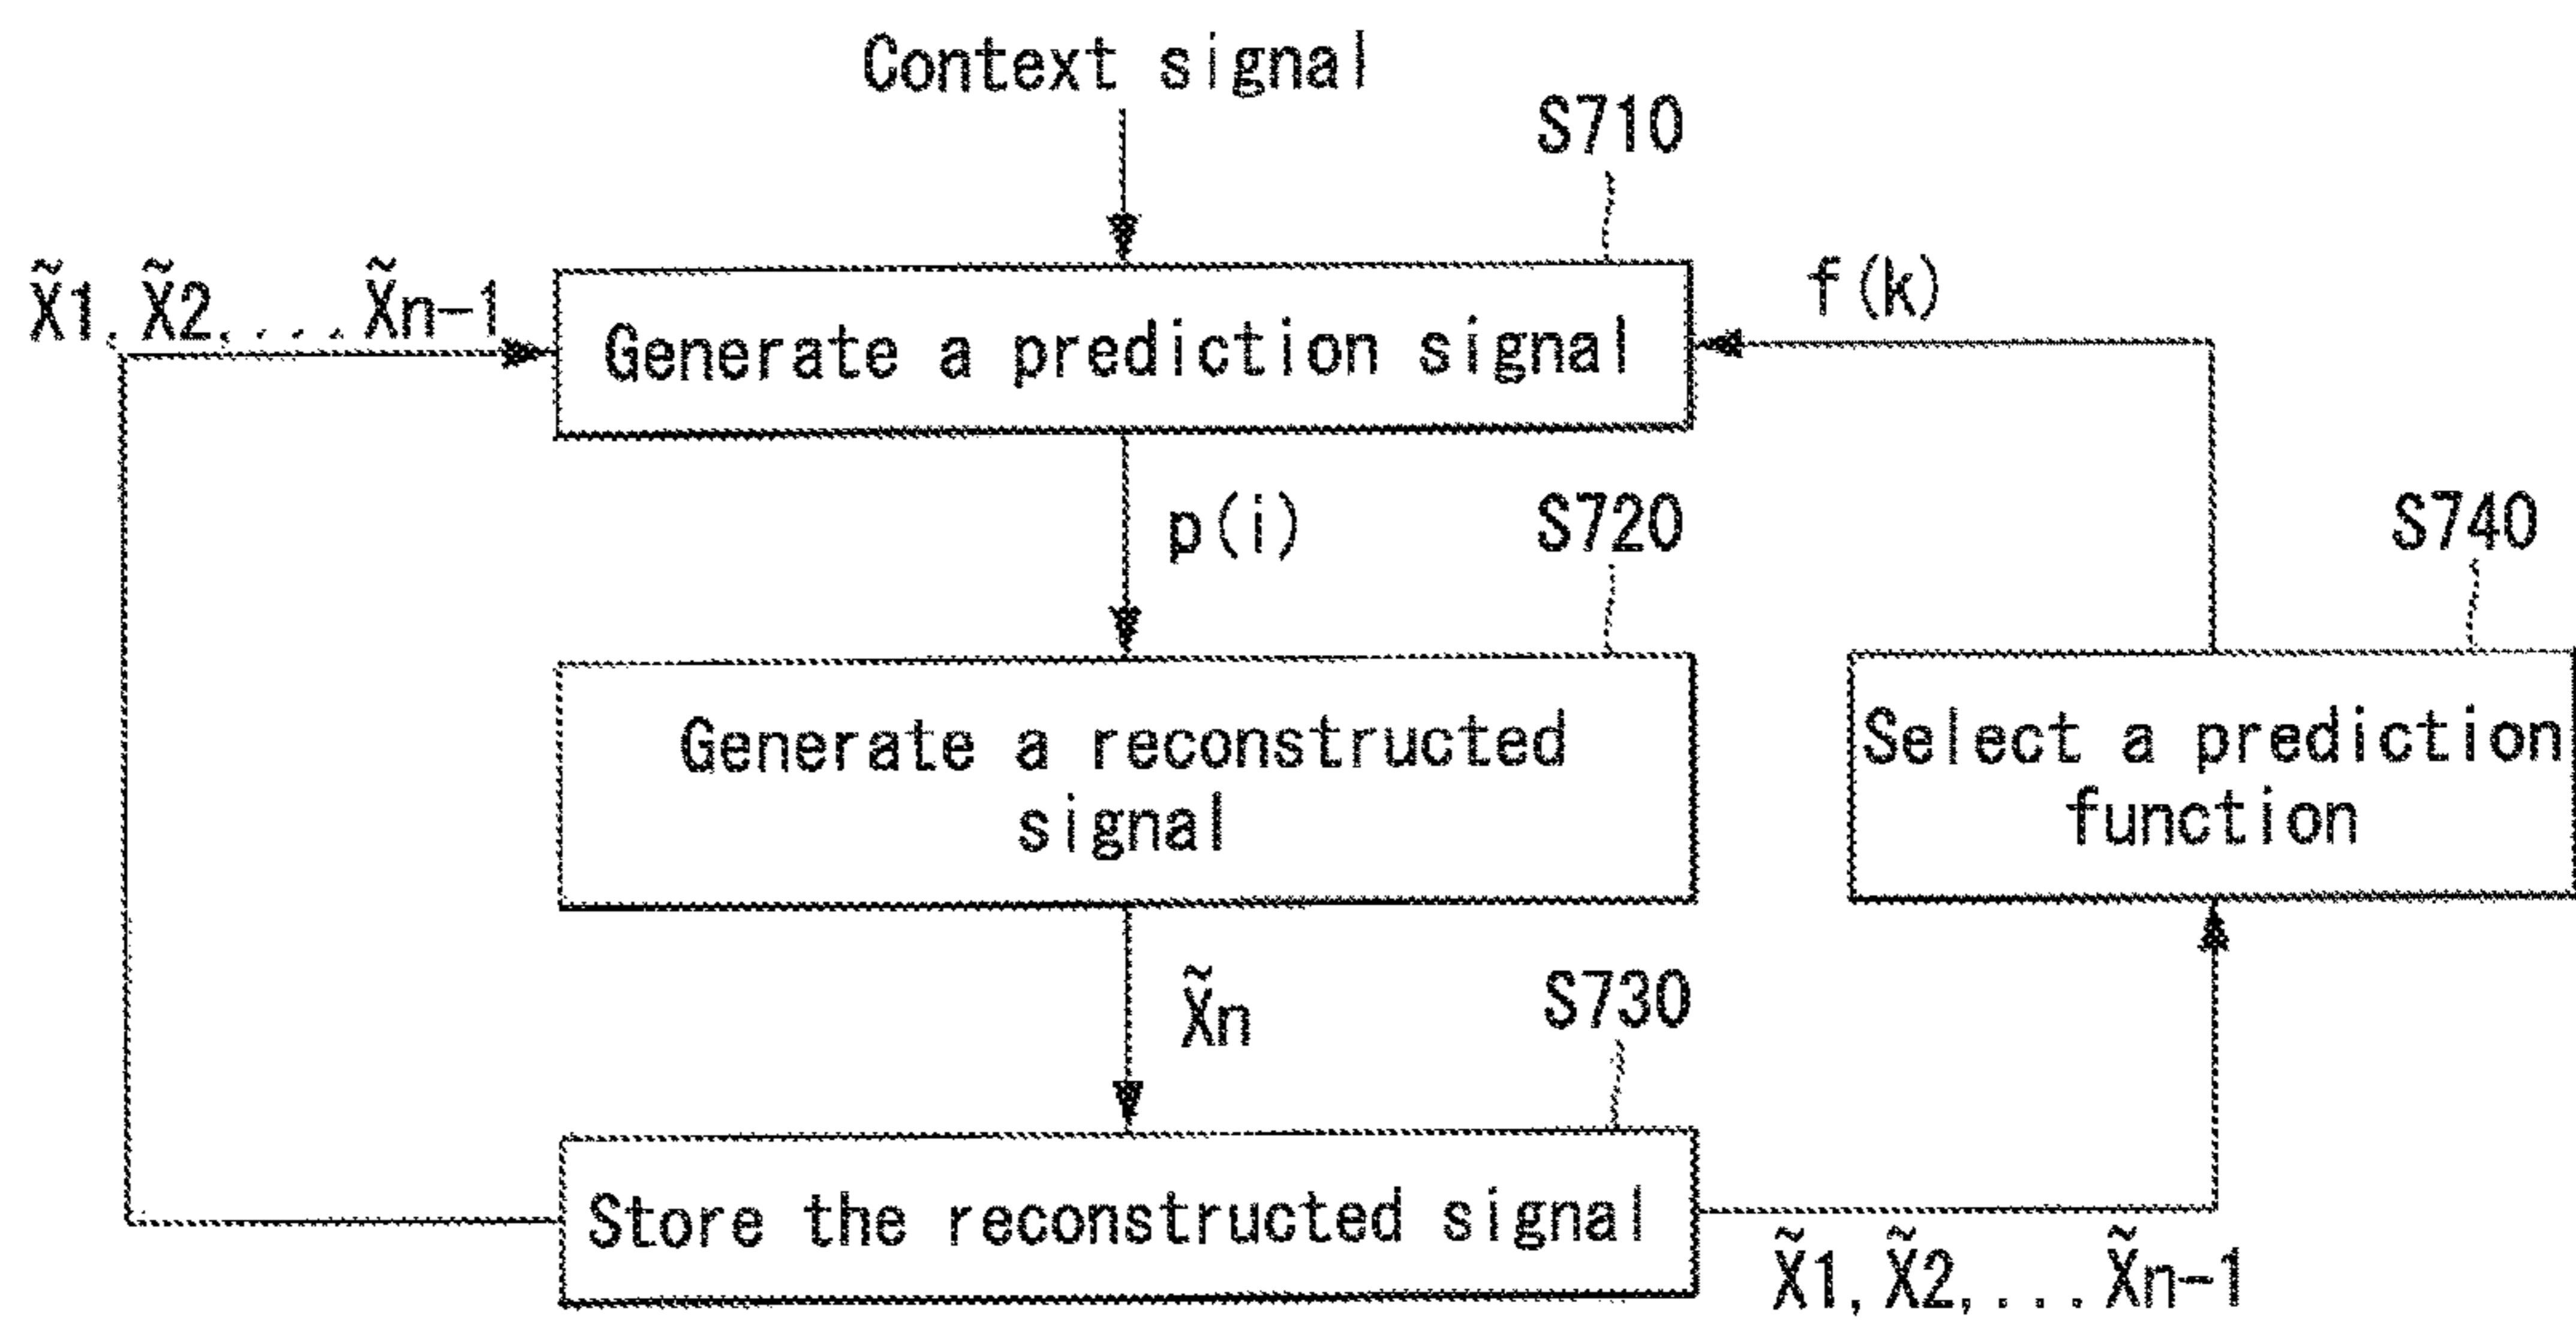 Context signal
S710
X̃1, X̃2, ... X̃n-1
f(k)
Generate a prediction signal
p(i)
S720
S740
Generate a reconstructed
signal
Select a prediction
function
X̃n
S730
Store the reconstructed signal
X̃1, X̃2, ... X̃n-1